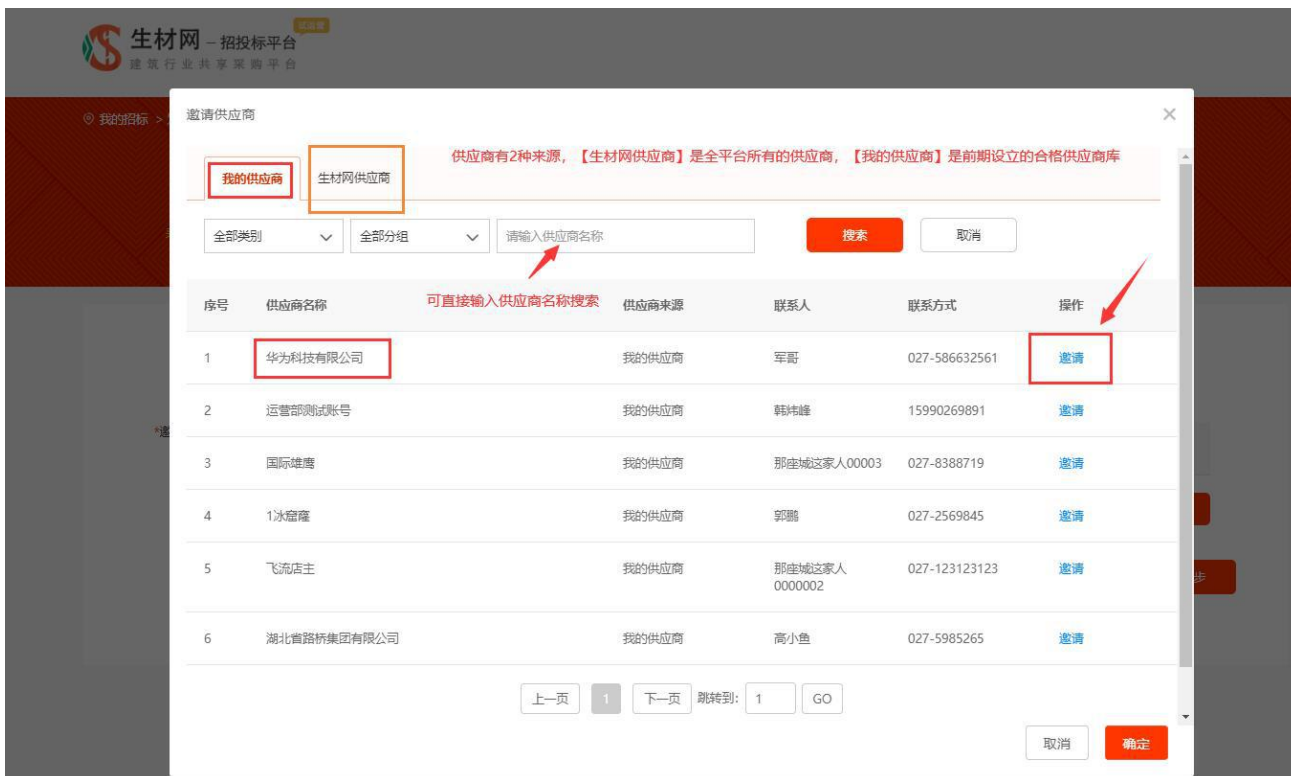 试运营
生材网 – 招投标平台
建筑行业共享采购平台
我的招标 >
邀请供应商
供应商有2种来源，【生材网供应商】是全平台所有的供应商，【我的供应商】是前期设立的合格供应商库
我的供应商 生材网供应商
全部类别 全部分组 请输入供应商名称 搜索 取消
可直接输入供应商名称搜索
序号 供应商名称 供应商来源 联系人 联系方式 操作
1 华为科技有限公司 我的供应商 军哥 027-586632561 邀请
2 运营部测试账号 我的供应商 韩炜峰 15990269891 邀请
*邀
3 国际雄鹰 我的供应商 那座城这家人00003 027-8388719 邀请
4 1冰窟窿 我的供应商 郭鹏 027-2569845 邀请
5 飞流店主 我的供应商 那座城这家人 027-123123123 邀请
0000002
步
6 湖北省路桥集团有限公司 我的供应商 高小鱼 027-5985265 邀请
上一页 1 下一页 跳转到: 1 GO
取消 确定